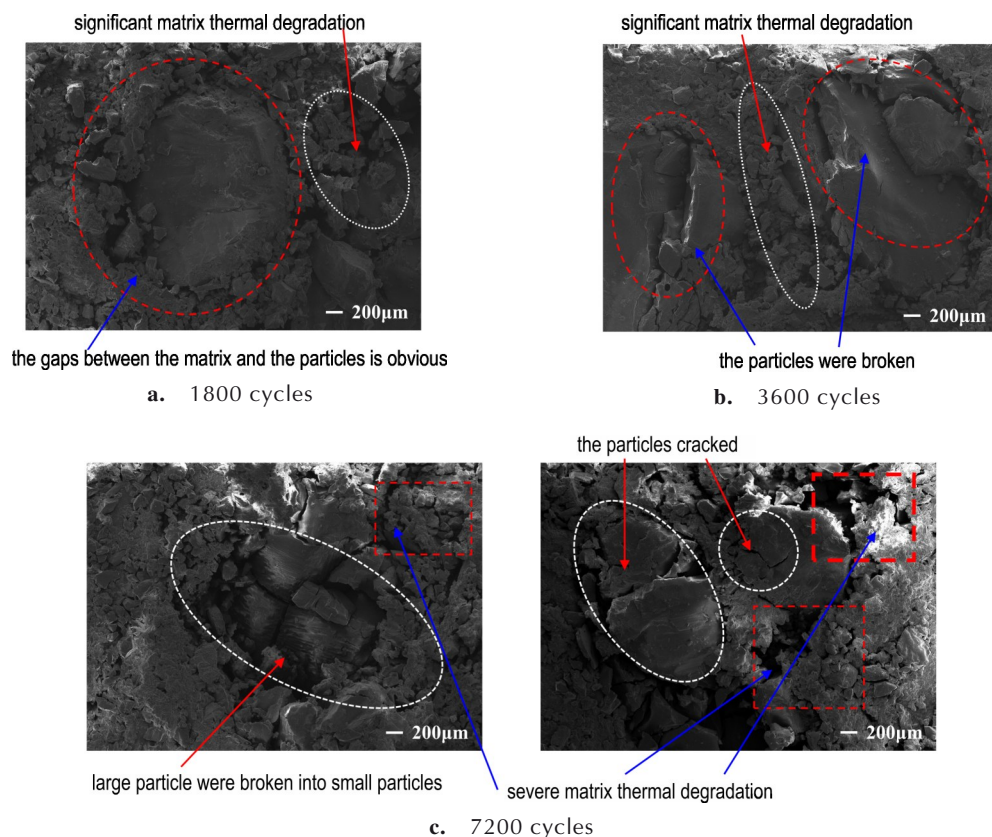 significant matrix thermal degradation
significant matrix thermal degradation
200μm
200μm
the gaps between the matrix and the particles is obvious
the particles were broken
a. 1800 cycles
b. 3600 cycles
the particles cracked
200μm
200μm
large particle were broken into small particles
severe matrix thermal degradation
c. 7200 cycles